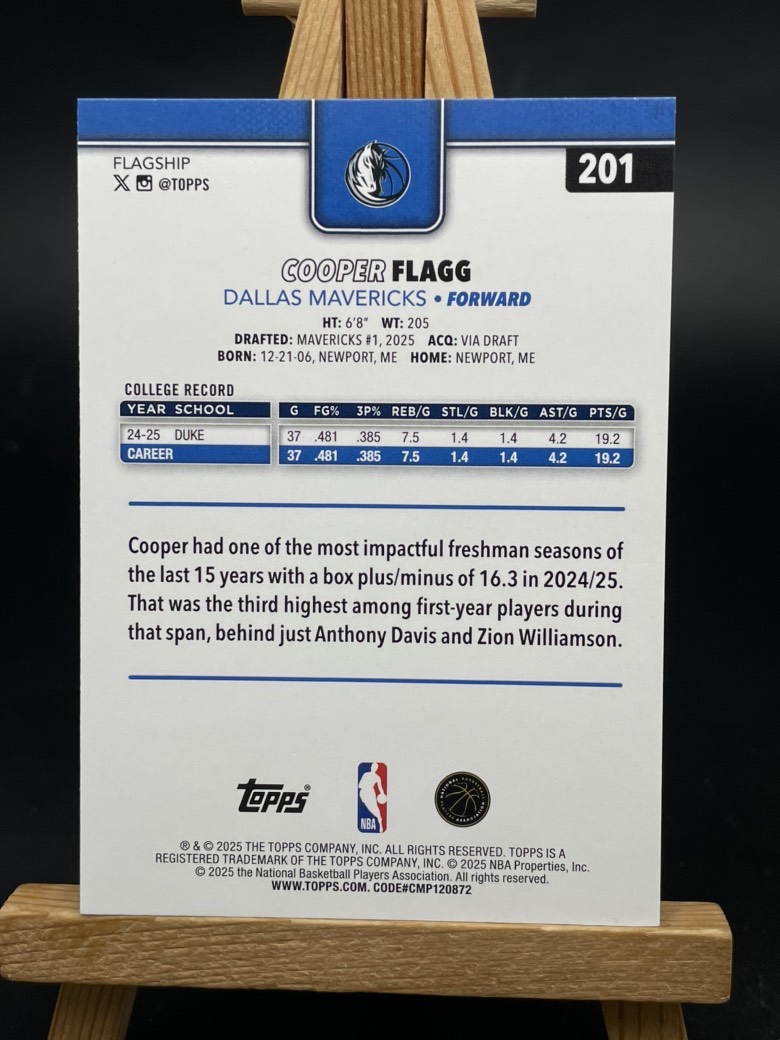 FLAGSHIP
X @TOPPS
201
COOPER FLAGG
DALLAS MAVERICKS • FORWARD
HT: 6'8" WT: 205
DRAFTED: MAVERICKS #1, 2025 ACQ: VIA DRAFT
BORN: 12-21-06, NEWPORT, ME HOME: NEWPORT, ME
COLLEGE RECORD
YEAR SCHOOL G FG% 3P% REB/G STL/G BLK/G AST/G PTS/G
24-25 DUKE 37 .481 .385 7.5 1.4 1.4 4.2 19.2
CAREER 37 .481 .385 7.5 1.4 1.4 4.2 19.2
Cooper had one of the most impactful freshman seasons of
the last 15 years with a box plus/minus of 16.3 in 2024/25.
That was the third highest among first-year players during
that span, behind just Anthony Davis and Zion Williamson.
Topps®
NBA
® & © 2025 THE TOPPS COMPANY, INC. ALL RIGHTS RESERVED. TOPPS IS A
REGISTERED TRADEMARK OF THE TOPPS COMPANY, INC. © 2025 NBA Properties, Inc.
© 2025 the National Basketball Players Association. All rights reserved.
WWW.TOPPS.COM. CODE#CMP120872